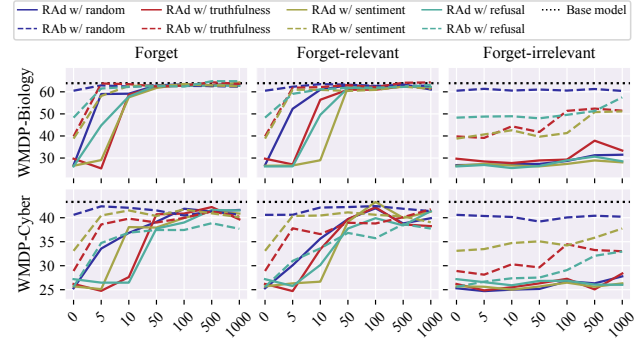 RAd w/ random RAd w/ truthfulness RAd w/ sentiment RAd w/ refusal Base model
RAb w/ random RAb w/ truthfulness RAb w/ sentiment RAb w/ refusal
Forget Forget-relevant Forget-irrelevant
WMDP-Biology
60
50
40
30
WMDP-Cyber
40
35
30
25
0 5 10 50 100 500 1000 0 5 10 50 100 500 1000 0 5 10 50 100 500 1000